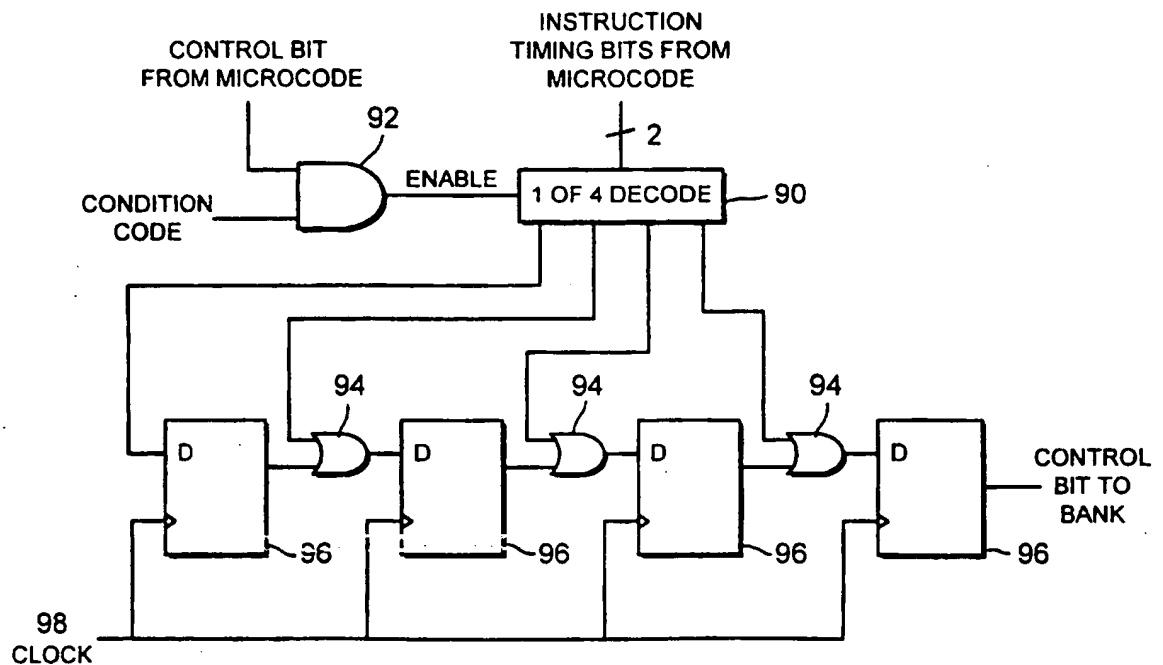 INSTRUCTION
TIMING BITS FROM
MICROCODE
CONTROL BIT
FROM MICROCODE
92
2
ENABLE
1 OF 4 DECODE
90
CONDITION
CODE
94
94
94
D
D
D
D
CONTROL
BIT TO
BANK
96
96
96
96
98
CLOCK